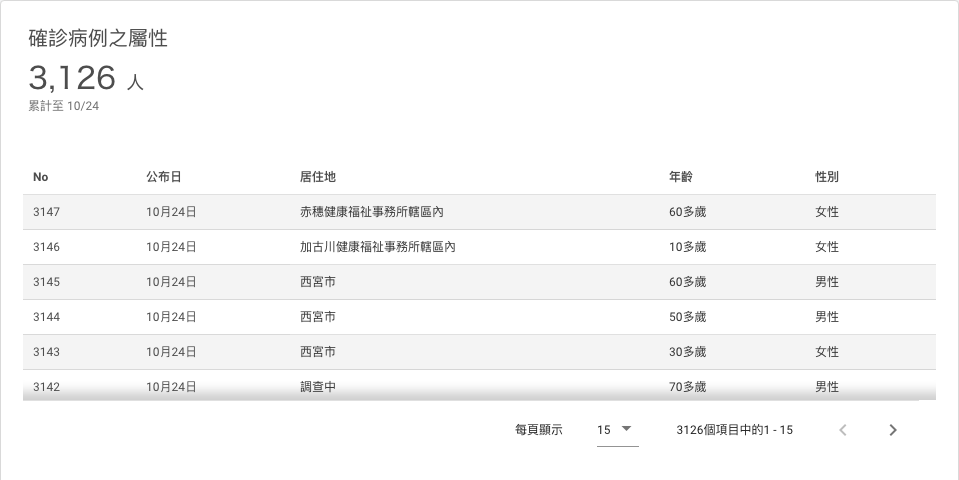 確診病例之屬性
3,126 人
累計至 10/24
No 公布日 居住地 年齡 性別
3147 10月24日 赤穗健康福祉事務所轄區內 60多歲 女性
3146 10月24日 加古川健康福祉事務所轄區內 10多歲 女性
3145 10月24日 西宮市 60多歲 男性
3144 10月24日 西宮市 50多歲 男性
3143 10月24日 西宮市 30多歲 女性
3142 10月24日 調查中 70多歲 男性
每頁顯示 15 3126個項目中的1 - 15